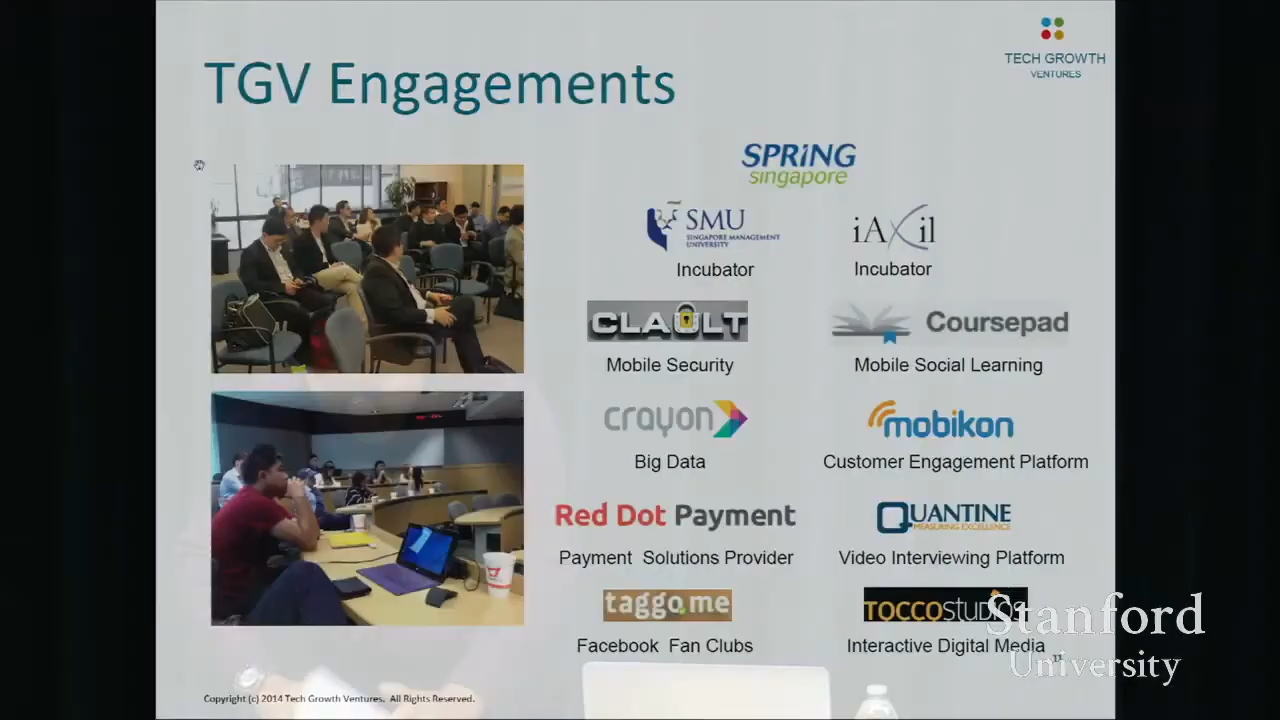 TECH GROWTH
VENTURES
TGV Engagements
SPRiNG
singapore
SMU
SINGAPORE MANAGEMENT
UNIVERSITY
Incubator
iAxil
Incubator
CLAULT
Mobile Security
Coursepad
Mobile Social Learning
crayon
Big Data
mobikon
Customer Engagement Platform
Red Dot Payment
Payment Solutions Provider
QUANTINE
MEASURING EXCELLENCE
Video Interviewing Platform
taggo.me
Facebook Fan Clubs
TOCCOSTUDIOS
Interactive Digital Media
11
Stanford
University
Copyright (c) 2014 Tech Growth Ventures. All Rights Reserved.